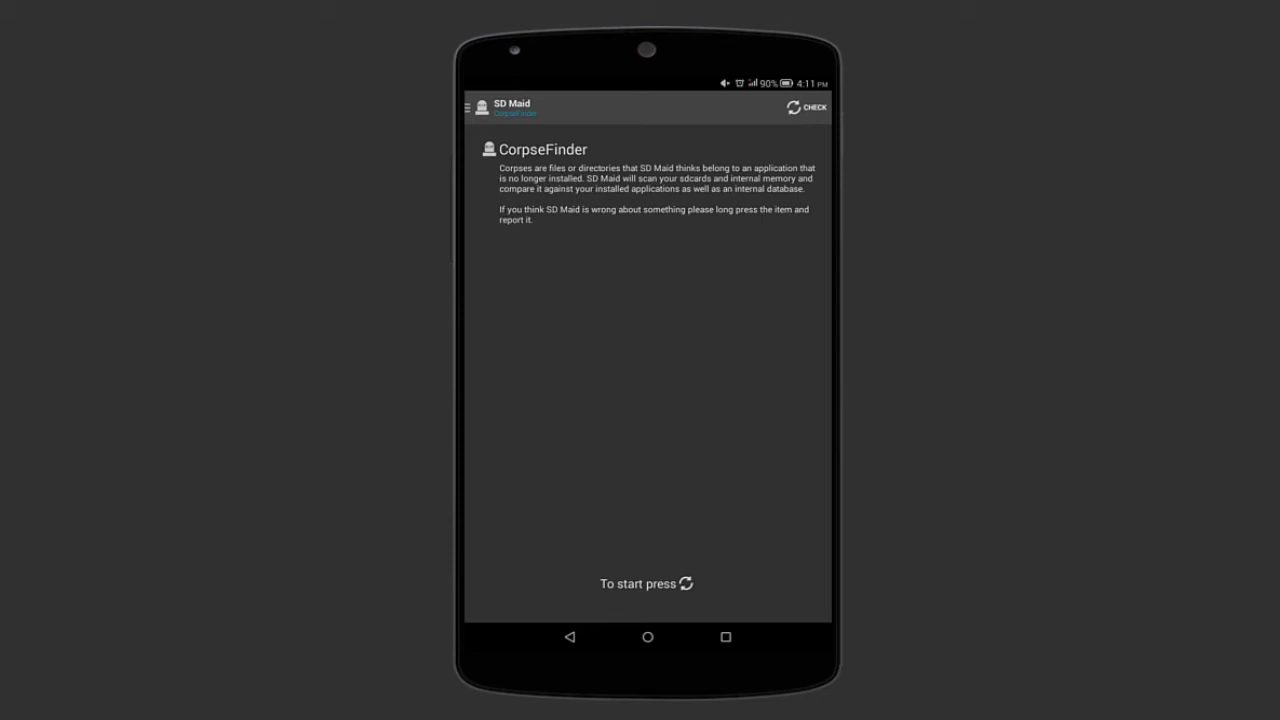 90% 4:11 PM
SD Maid
CorpseFinder
CHECK
CorpseFinder
Corpses are files or directories that SD Maid thinks belong to an application that
is no longer installed. SD Maid will scan your sdcards and internal memory and
compare it against your installed applications as well as an internal database.
If you think SD Maid is wrong about something please long press the item and
report it.
To start press